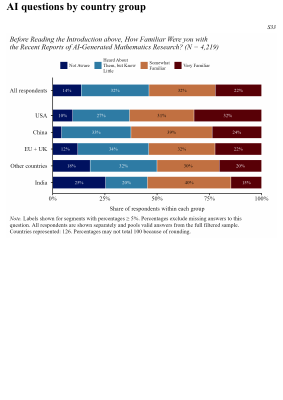 AI questions by country group
S33
Before Reading the Introduction above, How Familiar Were you with
the Recent Reports of AI-Generated Mathematics Research? (N = 4,219)
Not Aware
Heard About
Them, but Know
Little
Somewhat
Familiar
Very Familiar
All respondents 14% 32% 32% 22%
USA 27% 31% 32%
China 33% 39% 24%
EU + UK 12% 34% 32% 22%
Other countries 18% 32% 30% 20%
India 25% 20% 40% 15%
0% 25% 50% 75% 100%
Share of respondents within each group
Note. Labels shown for segments with percentages ≥ 5%. Percentages exclude missing answers to this
question. All respondents are shown separately and pools valid answers from the full filtered sample.
Countries represented: 126. Percentages may not total 100 because of rounding.